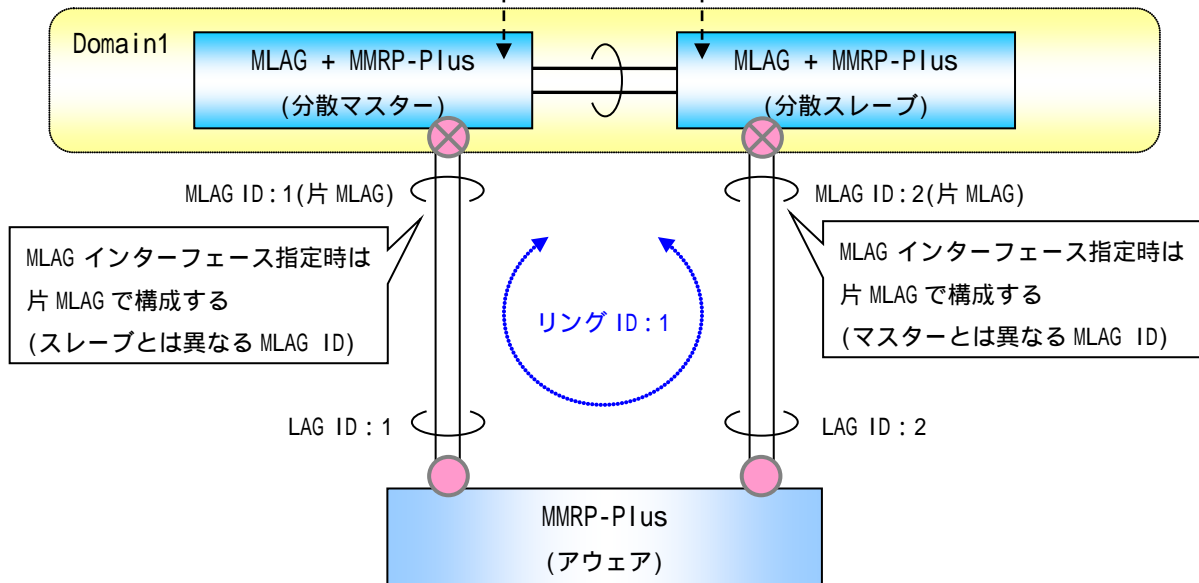 Domain1
MLAG + MMRP-Plus
(分散マスター)
MLAG + MMRP-Plus
(分散スレーブ)
MLAG ID:1(片 MLAG)
MLAG ID:2(片 MLAG)
MLAG インターフェース指定時は
片 MLAG で構成する
(スレーブとは異なる MLAG ID)
MLAG インターフェース指定時は
片 MLAG で構成する
(マスターとは異なる MLAG ID)
リング ID:1
LAG ID:1
LAG ID:2
MMRP-Plus
(アウェア)